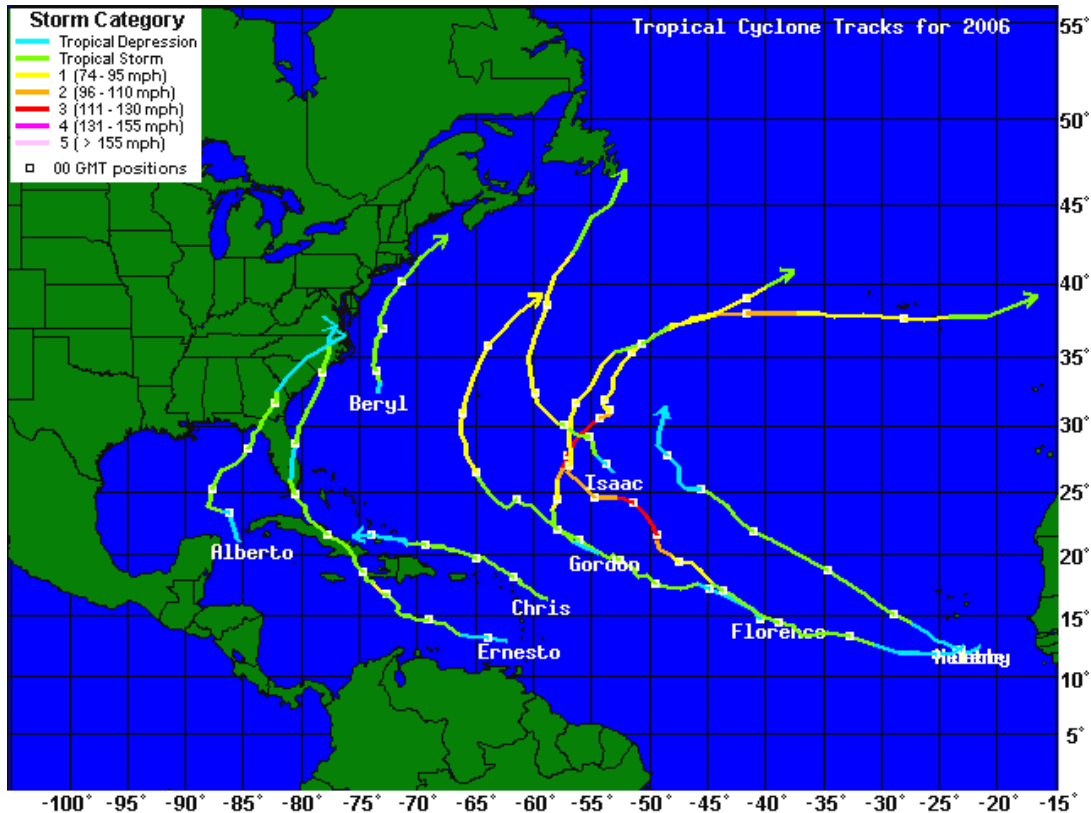 Storm Category
Tropical Depression
Tropical Storm
1 (74 - 95 mph)
2 (96 - 110 mph)
3 (111 - 130 mph)
4 (131 - 155 mph)
5 ( > 155 mph)
00 GMT positions
Tropical Cyclone Tracks for 2006
55°
50°
45°
40°
35°
30°
25°
20°
15°
10°
5°
Beryl
Isaac
Alberto
Gordon
Chris
Florence
Ernesto
-100° -95° -90° -85° -80° -75° -70° -65° -60° -55° -50° -45° -40° -35° -30° -25° -20° -15°